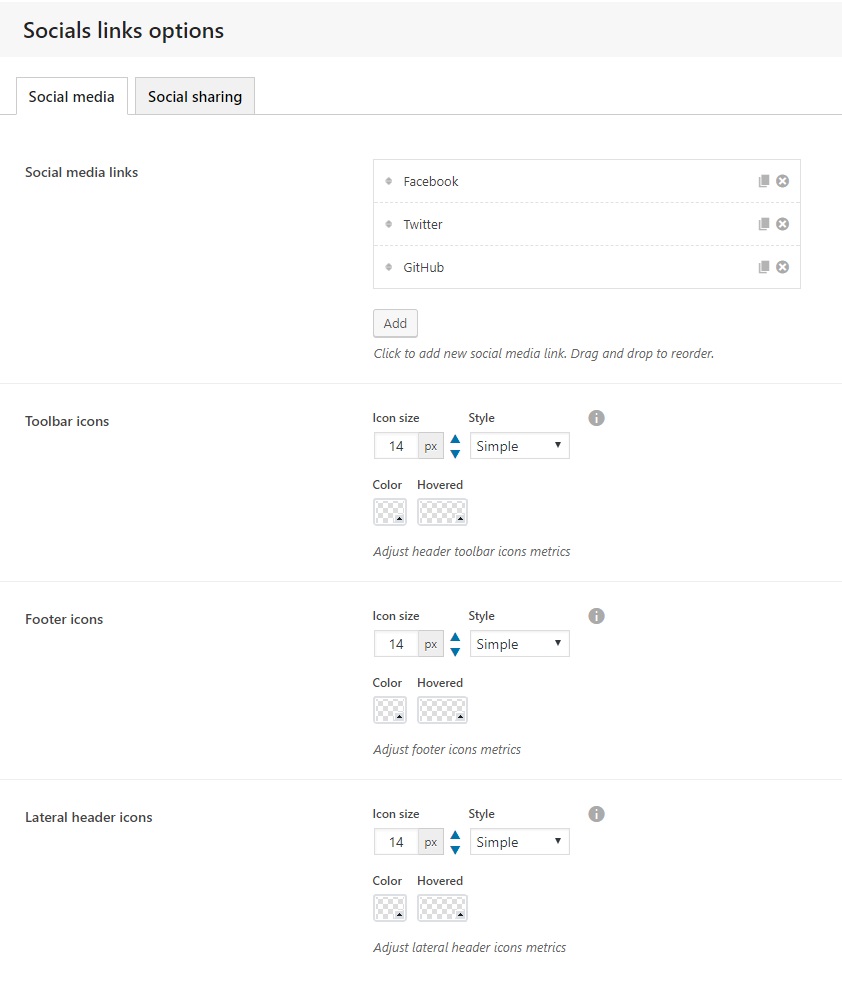 Socials links options
Social media Social sharing
Social media links
Facebook
Twitter
GitHub
Add
Click to add new social media link. Drag and drop to reorder.
Toolbar icons
Icon size Style
14 px Simple
Color Hovered
Adjust header toolbar icons metrics
Footer icons
Icon size Style
14 px Simple
Color Hovered
Adjust footer icons metrics
Lateral header icons
Icon size Style
14 px Simple
Color Hovered
Adjust lateral header icons metrics